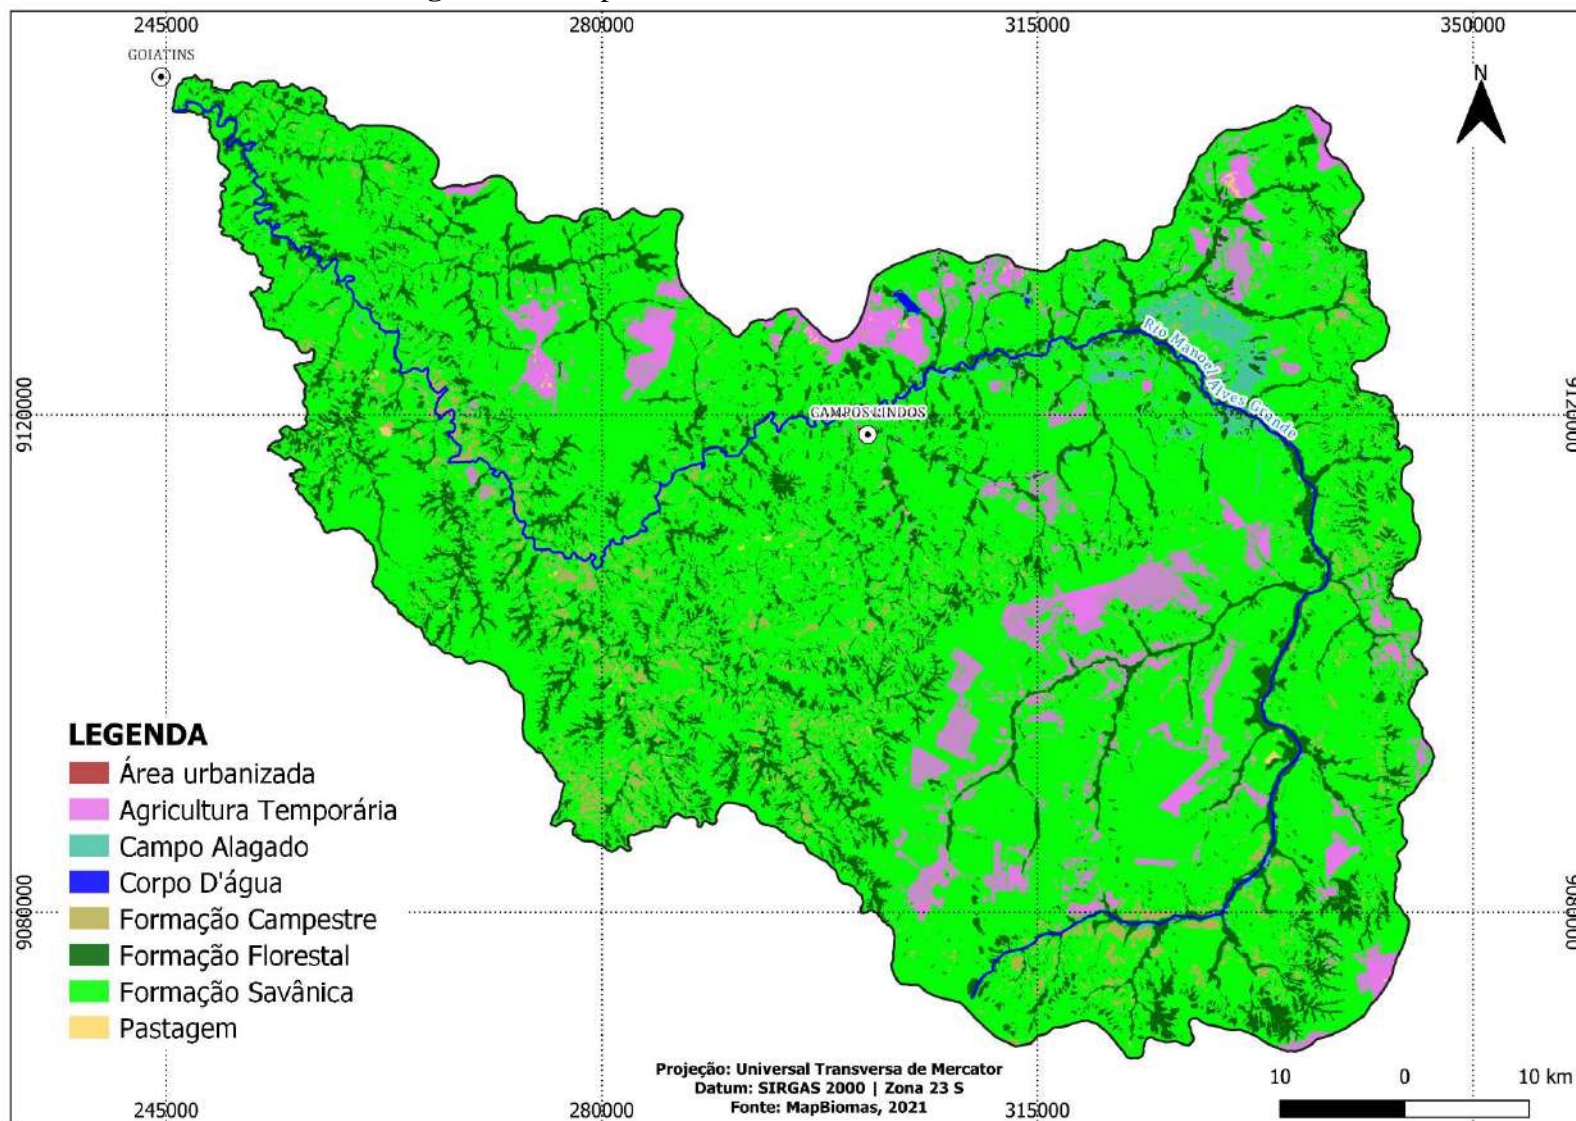 245000
280000
315000
350000
GOIATINS
N
Rio Manoel Alves Grande
9120000
CAMPOS LINDOS
9120000
LEGENDA
Área urbanizada
Agricultura Temporária
Campo Alagado
Corpo D'água
Formação Campestre
Formação Florestal
Formação Savânica
Pastagem
9080000
9080000
Projeção: Universal Transversa de Mercator
Datum: SIRGAS 2000 | Zona 23 S
Fonte: MapBiomas, 2021
10 0 10 km
245000
280000
315000
350000